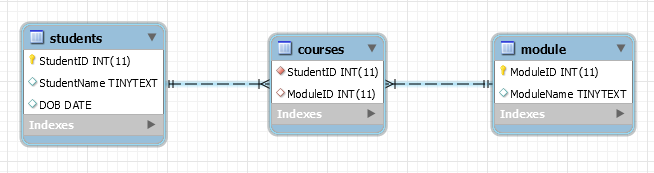 students
StudentID INT(11)
StudentName TINYTEXT
DOB DATE
Indexes
courses
StudentID INT(11)
ModuleID INT(11)
Indexes
module
ModuleID INT(11)
ModuleName TINYTEXT
Indexes